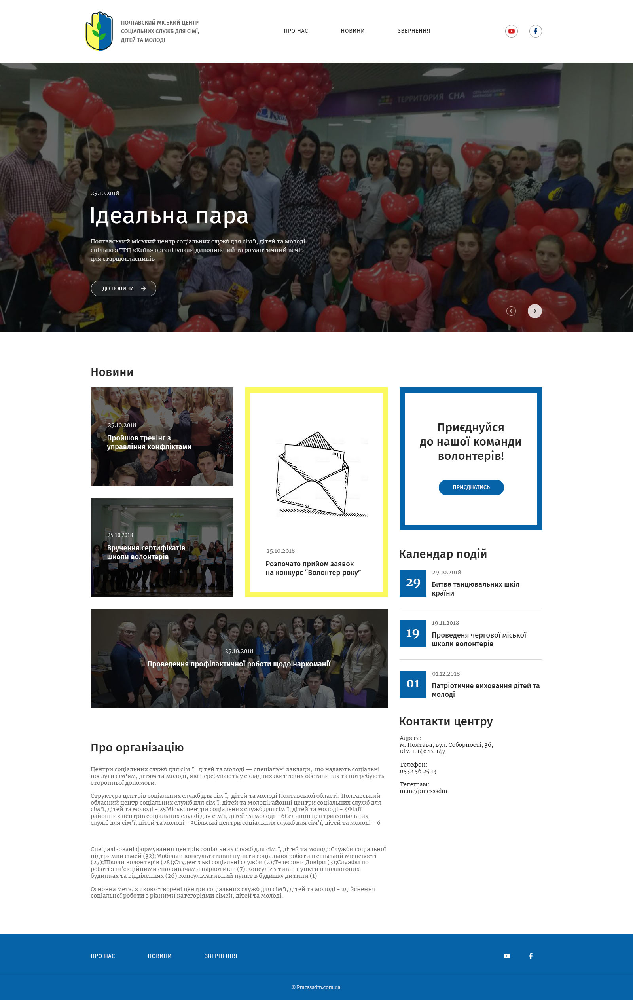 ПОЛТАВСКИЙ МІСЬКИЙ ЦЕНТР
СОЦІАЛЬНИХ СЛУЖБ ДЛЯ СІМЇ,
ДІТЕЙ ТА МОЛОДІ
ПРО НАС
НОВИНИ
ЗВЕРНЕННЯ
ТЕРРИТОРИЯ СНА
СЕТЬ МАГАЗИНОВ
МАТРАСОВ
25.10.2018
Ідеальна пара
Полтавський міський центр соціальних служб для сім’ї, дітей та молоді
спільно з ТРЦ «Київ» організували дивовижний та романтичний вечір
для старшокласників
ДО НОВИНИ
Новини
25.10.2018
Пройшов тренінг з
управління конфліктами
25.10.2018
Вручення сертифікатів
школи волонтерів
25.10.2018
Розпочато прийом заявок
на конкурс “Волонтер року”
25.10.2018
Проведення профілактичної роботи щодо наркоманії
Приєднуйся
до нашої команди
волонтерів!
ПРИЄДНАТИСЬ
Календар подій
29
29.10.2018
Битва танцювальних шкіл
країни
19
19.11.2018
Проведеня чергової міської
школи волонтерів
01
01.12.2018
Патріотичне виховання дітей та
молоді
Контакти центру
Адреса:
м. Полтава, вул. Соборності, 36,
кімн. 146 та 147
Телефон:
0532 56 25 13
Телеграм:
m.me/pmcsssdm
Про організацію
Центри соціальних служб для сім'ї,  дітей та молоді — спеціальні заклади,  що надають соціальні
послуги сім'ям, дітям та молоді, які перебувають у складних життєвих обставинах та потребують
сторонньої допомоги.
Структура центрів соціальних служб для сім'ї,  дітей та молоді Полтавської області: Полтавський
обласний центр соціальних служб для сім'ї, дітей та молодіРайонні центри соціальних служб для
сім'ї, дітей та молоді - 25Міські центри соціальних служб для сім'ї, дітей та молоді - 4Філії
районних центрів соціальних служб для сім'ї, дітей та молоді - 6Селищні центри соціальних
служб для сім'ї, дітей та молоді - 3Сільські центри соціальних служб для сім'ї, дітей та молоді - 6
Спеціалізовані формування центрів соціальних служб для сім'ї, дітей та молоді:Служби соціальної
підтримки сімей (32);Мобільні консультативні пункти соціальної роботи в сільській місцевості
(27);Школи волонтерів (28);Студентські соціальні служби (2);Телефони Довіри (3);Служби по
роботі з ін’єкційними споживачами наркотиків (7);Консультативні пункти в поллогових
будинках та відділеннях (26);Консультативний пункт в будинку дитини (1)
Основна мета, з якою створені центри соціальних служб для сім'ї, дітей та молоді - здійснення
соціальної роботи з різними категоріями сімей, дітей та молоді.
ПРО НАС
НОВИНИ
ЗВЕРНЕННЯ
© Pmcsssdm.com.ua